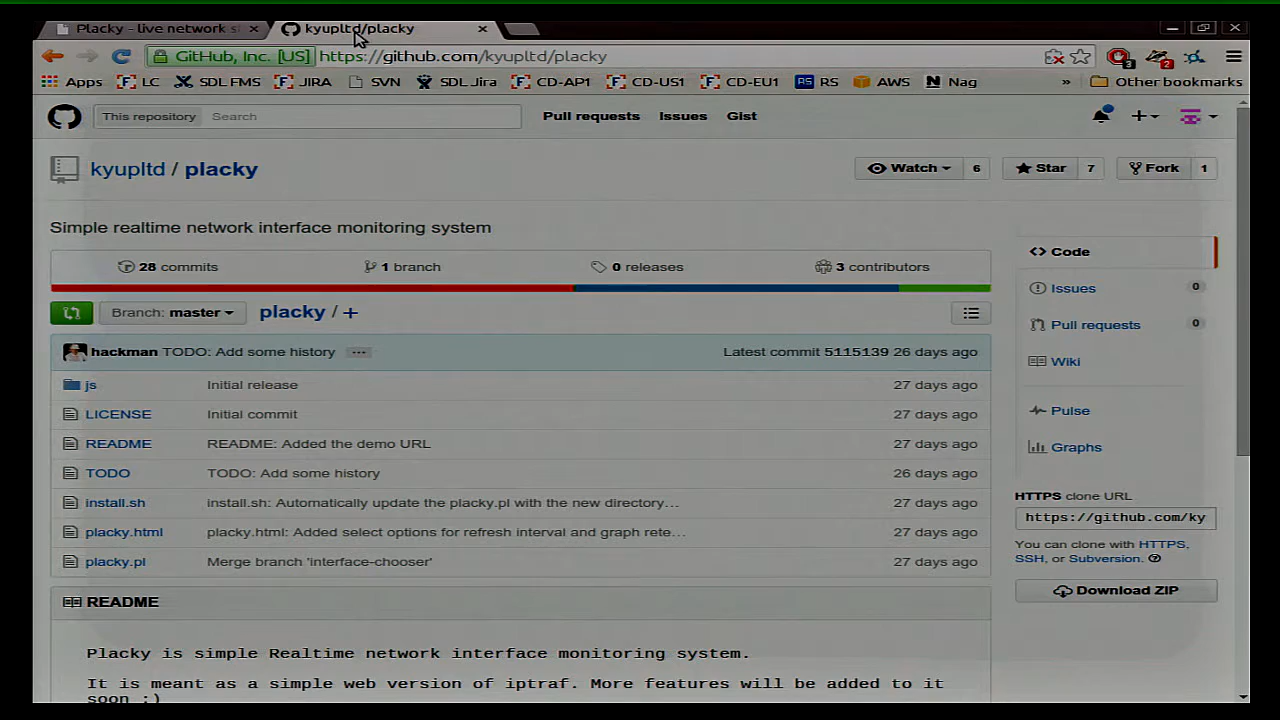 Placky - live network s
kyupltd/placky
GitHub, Inc. [US] https://github.com/kyupltd/placky
Apps LC SDL FMS JIRA SVN SDL Jira CD-AP1 CD-US1 CD-EU1 RS RS AWS Nag » Other bookmarks
This repository Search Pull requests Issues Gist
kyupltd / placky Watch 6 Star 7 Fork 1
Simple realtime network interface monitoring system
28 commits 1 branch 0 releases 3 contributors
Branch: master placky / +
hackman TODO: Add some history ... Latest commit 5115139 26 days ago
js Initial release 27 days ago
LICENSE Initial commit 27 days ago
README README: Added the demo URL 27 days ago
TODO TODO: Add some history 26 days ago
install.sh install.sh: Automatically update the placky.pl with the new directory... 27 days ago
placky.html placky.html: Added select options for refresh interval and graph rete... 27 days ago
placky.pl Merge branch 'interface-chooser' 27 days ago
README
Placky is simple Realtime network interface monitoring system.
It is meant as a simple web version of iptraf. More features will be added to it
soon :)
Code
Issues 0
Pull requests 0
Wiki
Pulse
Graphs
HTTPS clone URL
https://github.com/ky
You can clone with HTTPS,
SSH, or Subversion.
Download ZIP